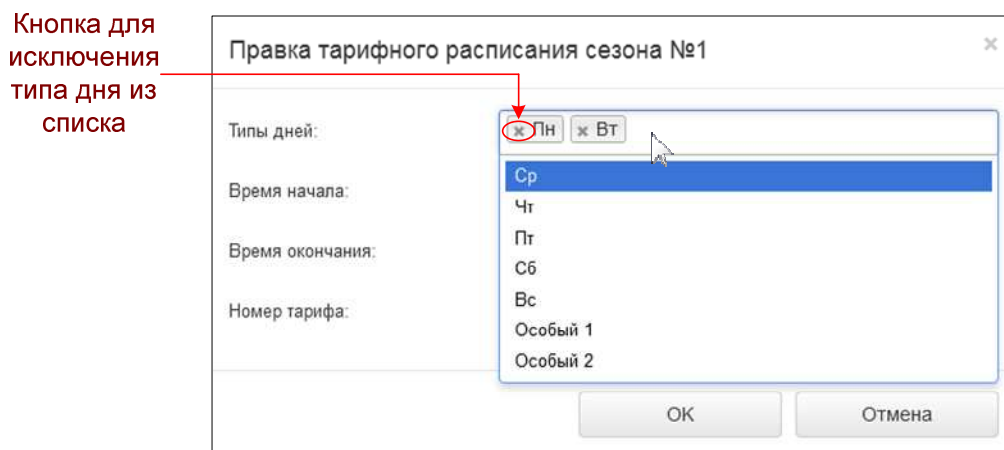 Кнопка для
исключения
типа дня из
списка
Правка тарифного расписания сезона №1
Типы дней:
Пн Вт
Ср
Время начала:
Чт
Пт
Время окончания:
Сб
Вс
Номер тарифа:
Особый 1
Особый 2
OK Отмена